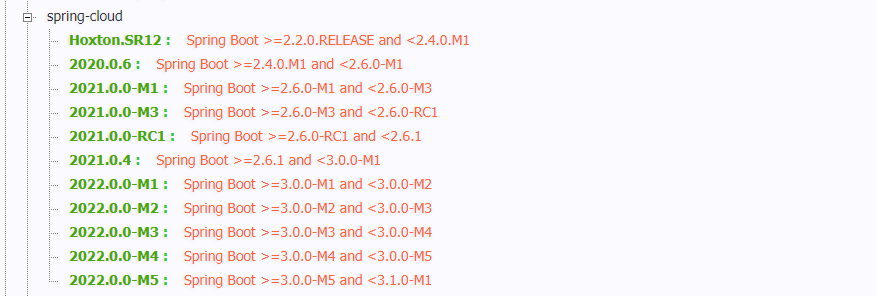 spring-cloud
Hoxton.SR12 : Spring Boot >=2.2.0.RELEASE and <2.4.0.M1
2020.0.6 : Spring Boot >=2.4.0.M1 and <2.6.0-M1
2021.0.0-M1 : Spring Boot >=2.6.0-M1 and <2.6.0-M3
2021.0.0-M3 : Spring Boot >=2.6.0-M3 and <2.6.0-RC1
2021.0.0-RC1 : Spring Boot >=2.6.0-RC1 and <2.6.1
2021.0.4 : Spring Boot >=2.6.1 and <3.0.0-M1
2022.0.0-M1 : Spring Boot >=3.0.0-M1 and <3.0.0-M2
2022.0.0-M2 : Spring Boot >=3.0.0-M2 and <3.0.0-M3
2022.0.0-M3 : Spring Boot >=3.0.0-M3 and <3.0.0-M4
2022.0.0-M4 : Spring Boot >=3.0.0-M4 and <3.0.0-M5
2022.0.0-M5 : Spring Boot >=3.0.0-M5 and <3.1.0-M1